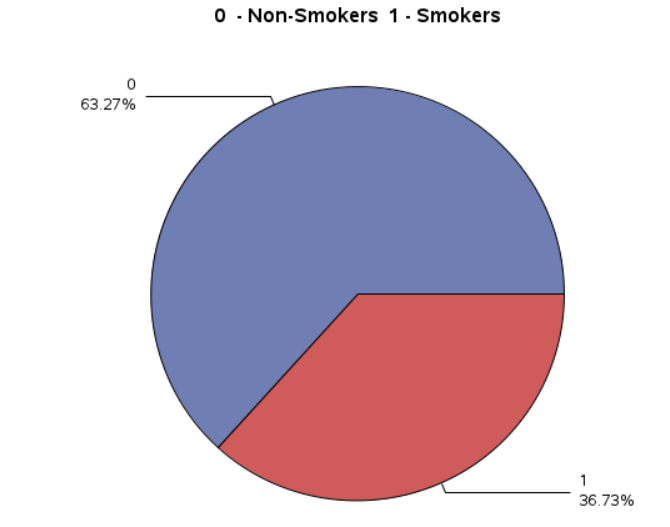 0 - Non-Smokers 1 - Smokers
0
63.27%
1
36.73%